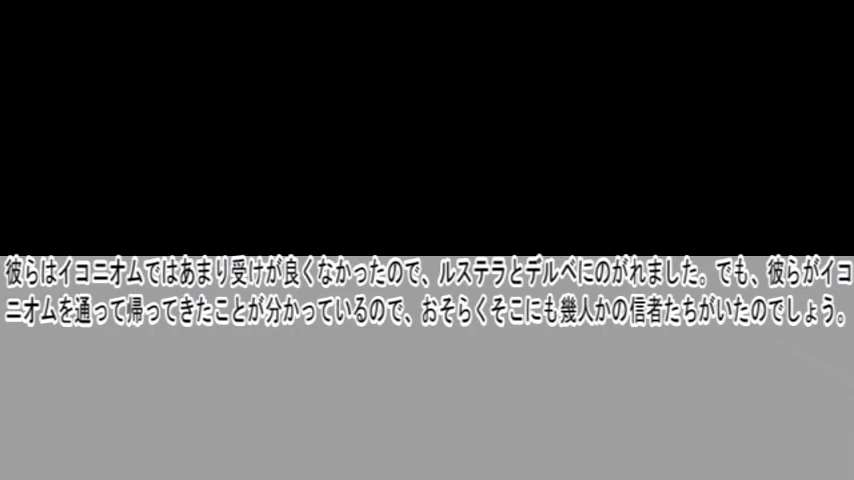 彼らはイコニオムではあまり受けが良くなかったので、ルステラとデルベにのがれました。でも、彼らがイコ
ニオムを通って帰ってきたことが分かっているので、おそらくそこにも幾人かの信者たちがいたのでしょう。